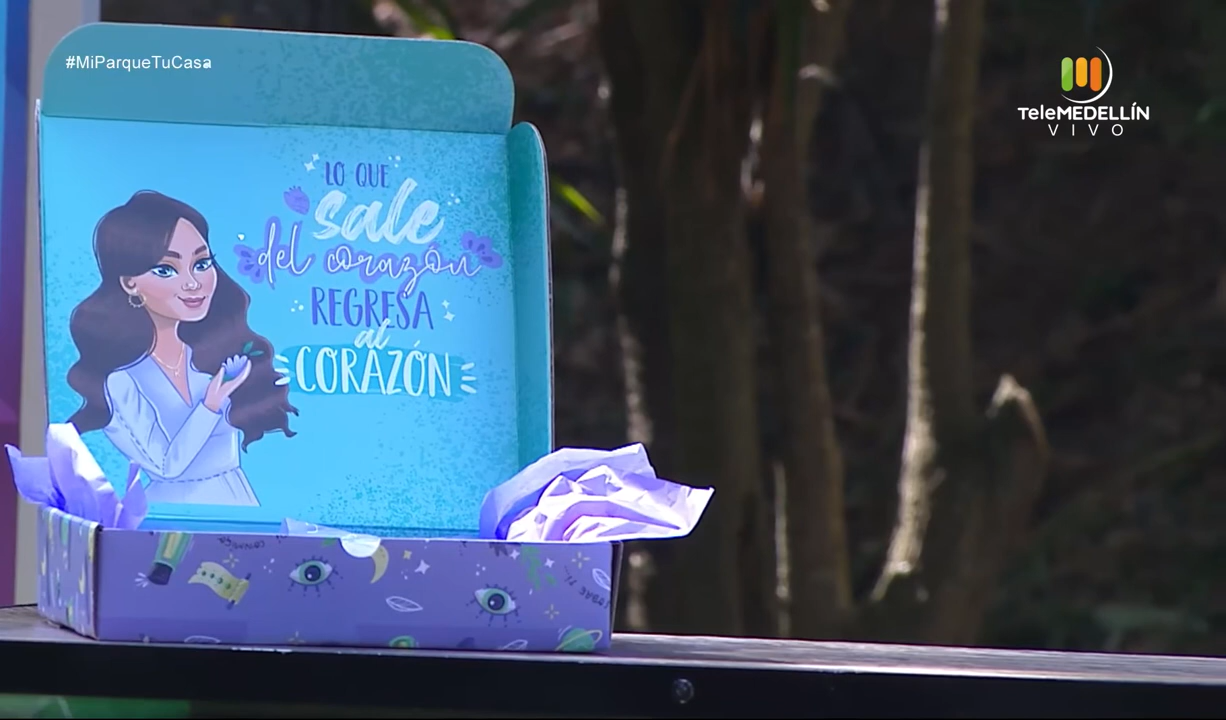 #MiParqueTuCasa
TeleMEDELLÍN
VIVO
LO QUE
sale
del corazón
REGRESA
al
CORAZÓN